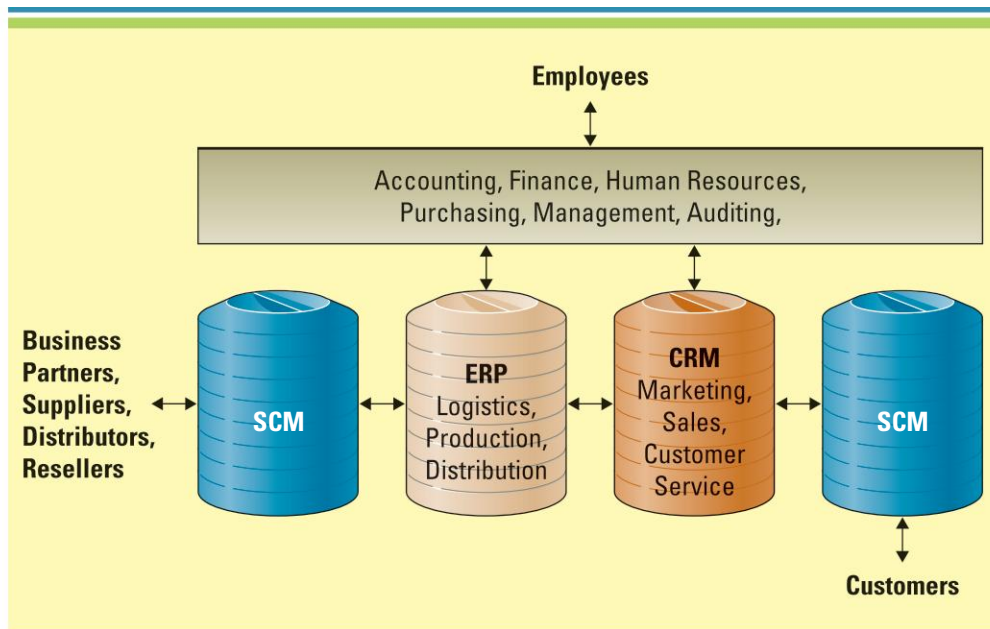 Employees
Accounting, Finance, Human Resources,
Purchasing, Management, Auditing,
Business
Partners,
Suppliers,
Distributors,
Resellers
SCM
ERP
Logistics,
Production,
Distribution
CRM
Marketing,
Sales,
Customer
Service
SCM
Customers